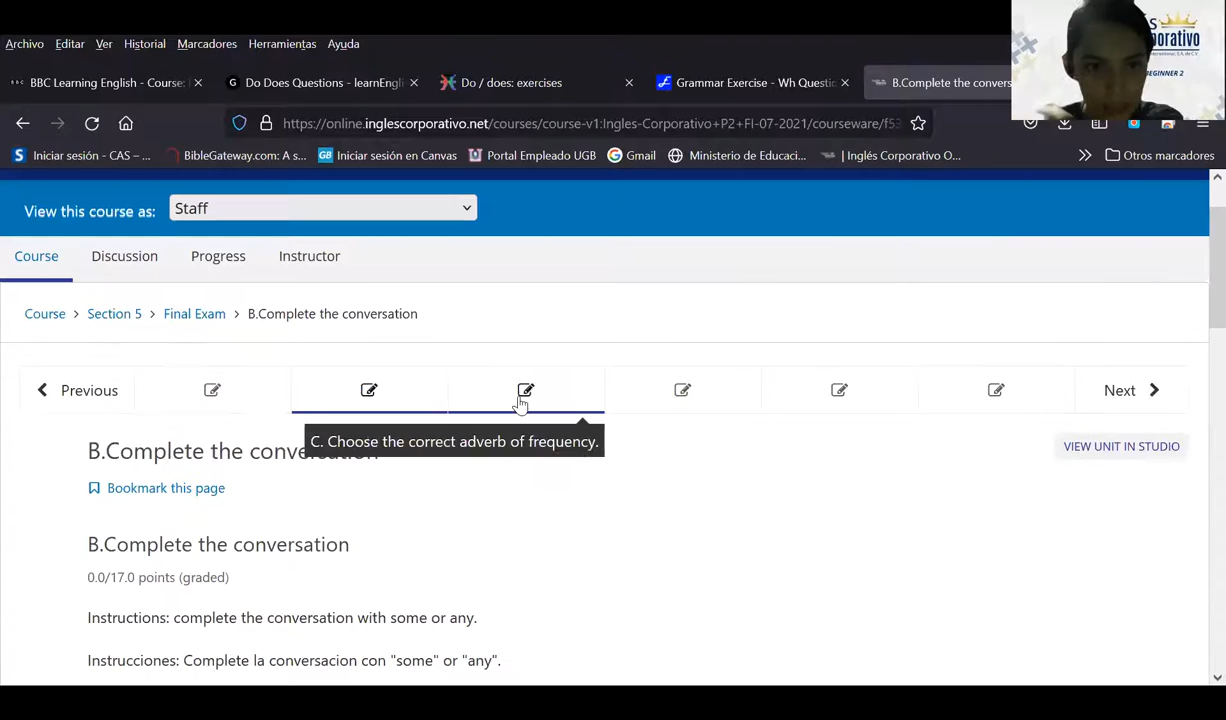 Archivo Editar Ver Historial Marcadores Herramientas Ayuda
BBC Learning English - Course:
Do Does Questions - learnEngli
Do / does: exercises
Grammar Exercise - Wh Questic
B.Complete the convers
BEGINNER 2
https://online.inglescorporativo.net/courses/course-v1:Ingles-Corporativo+P2+FI-07-2021/courseware/f53
Iniciar sesión - CAS – ...
BibleGateway.com: A s...
Iniciar sesión en Canvas
Portal Empleado UGB
Gmail
Ministerio de Educaci...
| Inglés Corporativo O...
Otros marcadores
View this course as: Staff
Course Discussion Progress Instructor
Course > Section 5 > Final Exam > B.Complete the conversation
Previous
Next
C. Choose the correct adverb of frequency.
B.Complete the conversation
VIEW UNIT IN STUDIO
Bookmark this page
B.Complete the conversation
0.0/17.0 points (graded)
Instructions: complete the conversation with some or any.
Instrucciones: Complete la conversacion con "some" or "any".